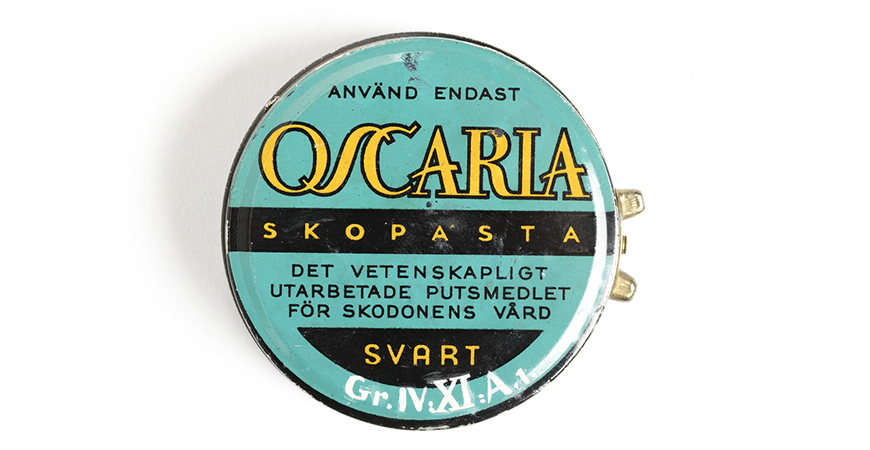 ANVÄND ENDAST
OSCARIA
SKOPASTA
DET VETENSKAPLIGT
UTARBETADE PUTSMEDLET
FÖR SKODONENS VÅRD
SVART
Gr.IV:XI:A.1